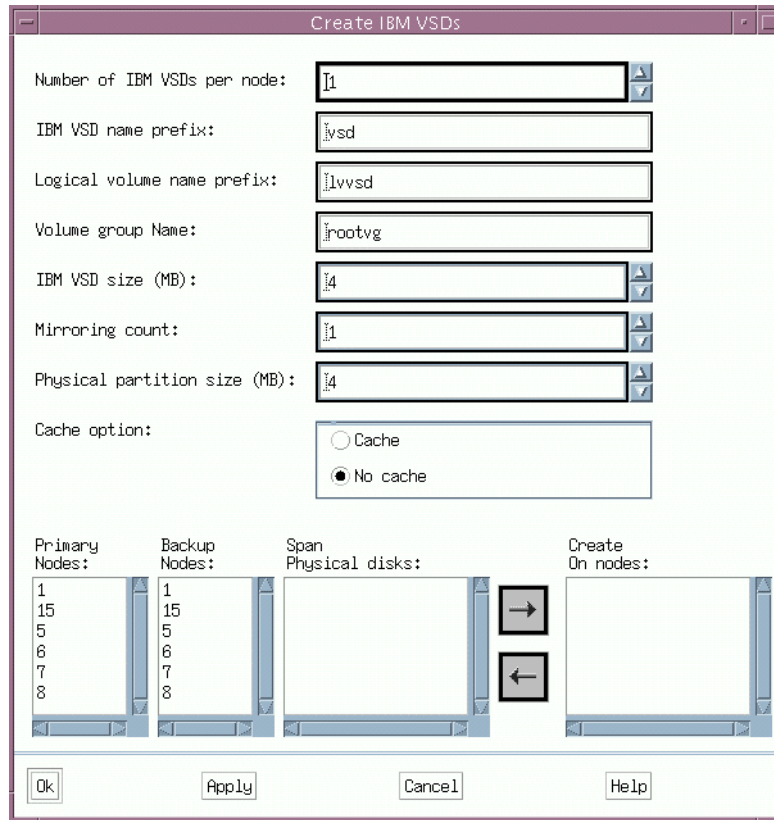 Create IBM VSDs
Number of IBM VSDs per node: 1
IBM VSD name prefix: vsd
Logical volume name prefix: lvvsd
Volume group Name: rootvg
IBM VSD size (MB): 4
Mirroring count: 1
Physical partition size (MB): 4
Cache option:
Cache
No cache
Primary Backup Span Create
Nodes: Nodes: Physical disks: On nodes:
1 1
15 15
5 5
6 6
7 7
8 8
Ok Apply Cancel Help